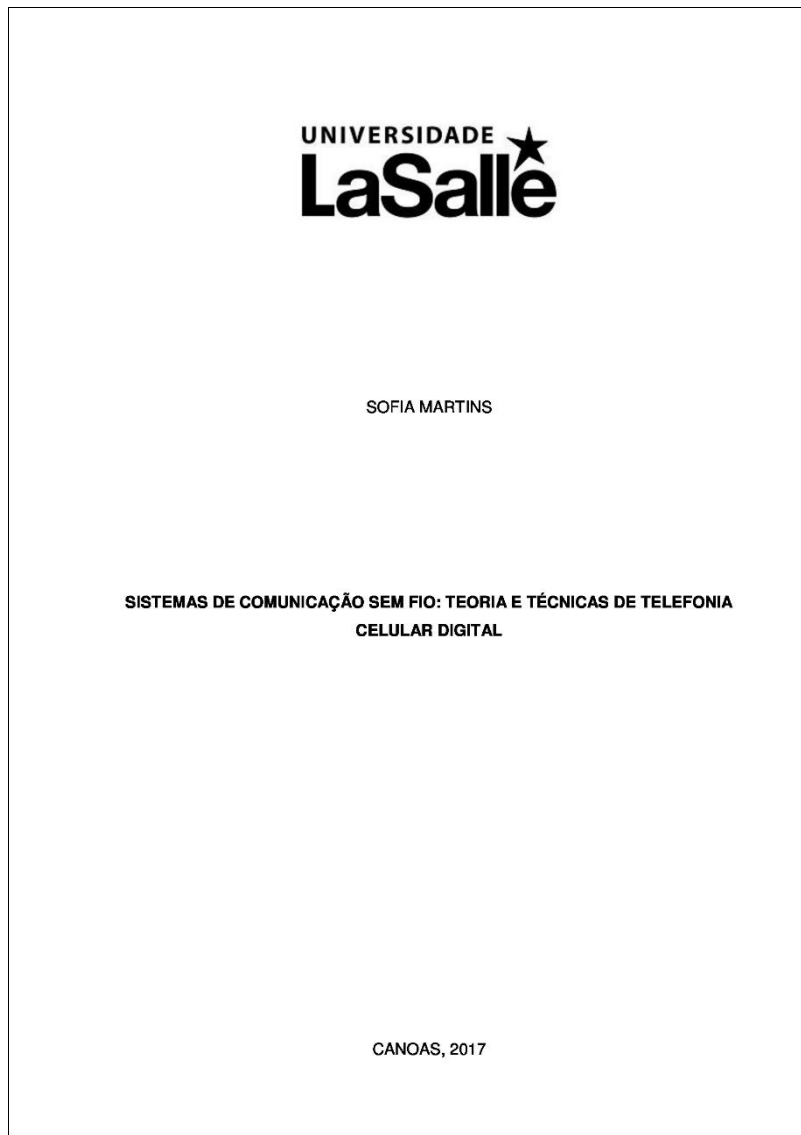 UNIVERSIDADE
LaSalle
SOFIA MARTINS
SISTEMAS DE COMUNICAÇÃO SEM FIO: TEORIA E TÉCNICAS DE TELEFONIA
CELULAR DIGITAL
CANOAS, 2017